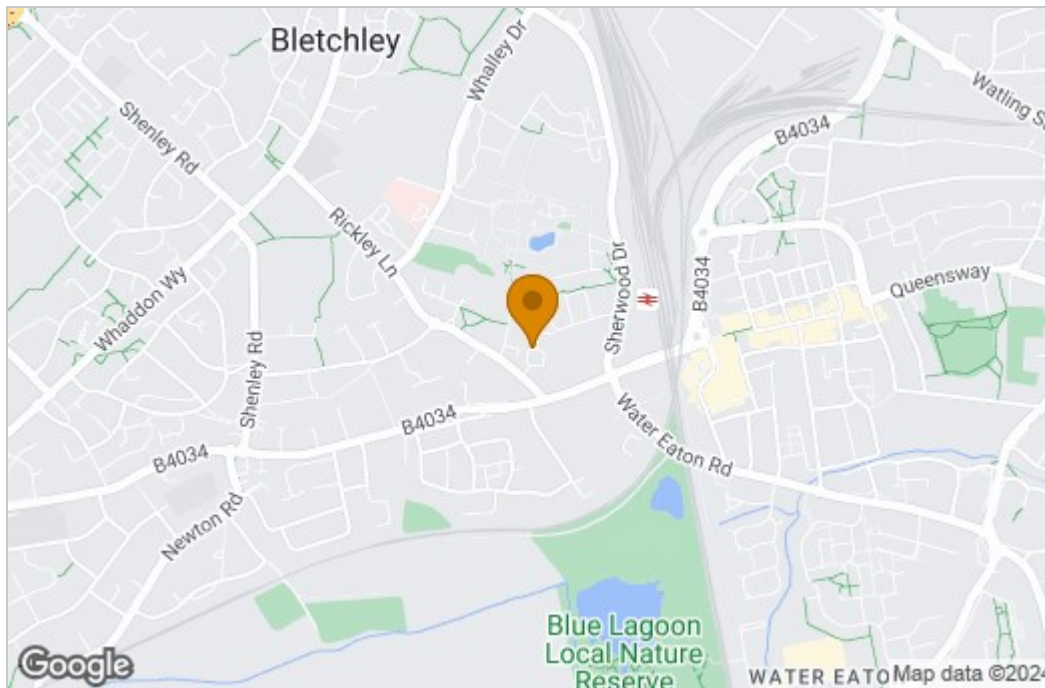 Bletchley
Whalley Dr
Watling St
Shenley Rd
B4034
Rickley Ln
Sherwood Dr
B4034
Queensway
Whaddon Wy
Shenley Rd
B4034
B4034
Water Eaton Rd
Newton Rd
Blue Lagoon
Local Nature
Reserve
Google
WATER EATO
Map data ©2024